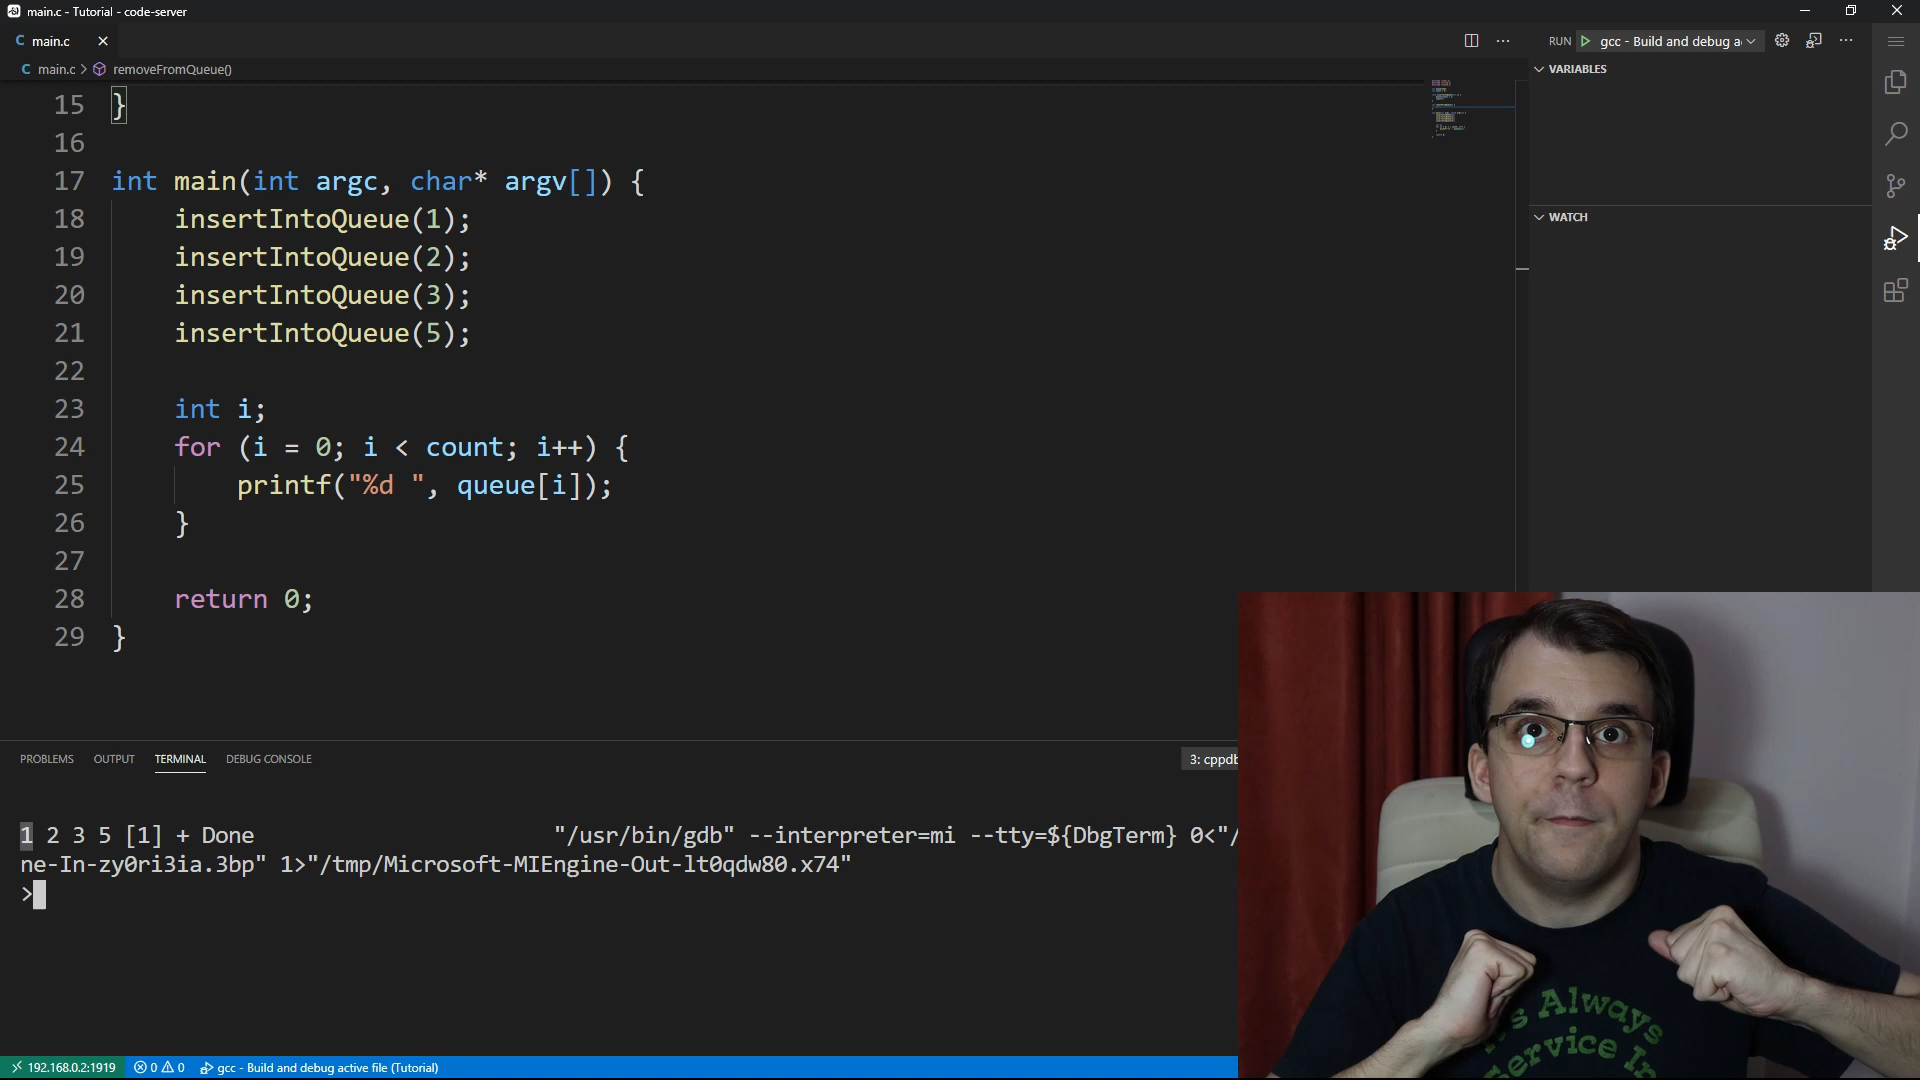 main.c - Tutorial - code-server
main.c
RUN gcc - Build and debug a
main.c > removeFromQueue()
VARIABLES
WATCH
15 }
16
17 int main(int argc, char* argv[]) {
18 insertIntoQueue(1);
19 insertIntoQueue(2);
20 insertIntoQueue(3);
21 insertIntoQueue(5);
22
23 int i;
24 for (i = 0; i < count; i++) {
25 printf("%d ", queue[i]);
26 }
27
28 return 0;
29 }
PROBLEMS OUTPUT TERMINAL DEBUG CONSOLE 3: cppdb
1 2 3 5 [1] + Done "/usr/bin/gdb" --interpreter=mi --tty=${DbgTerm} 0<"/
ne-In-zy0ri3ia.3bp" 1>"/tmp/Microsoft-MIEngine-Out-lt0qdw80.x74"
>
s Always
Service In
192.168.0.2:1919 0 0 gcc - Build and debug active file (Tutorial)